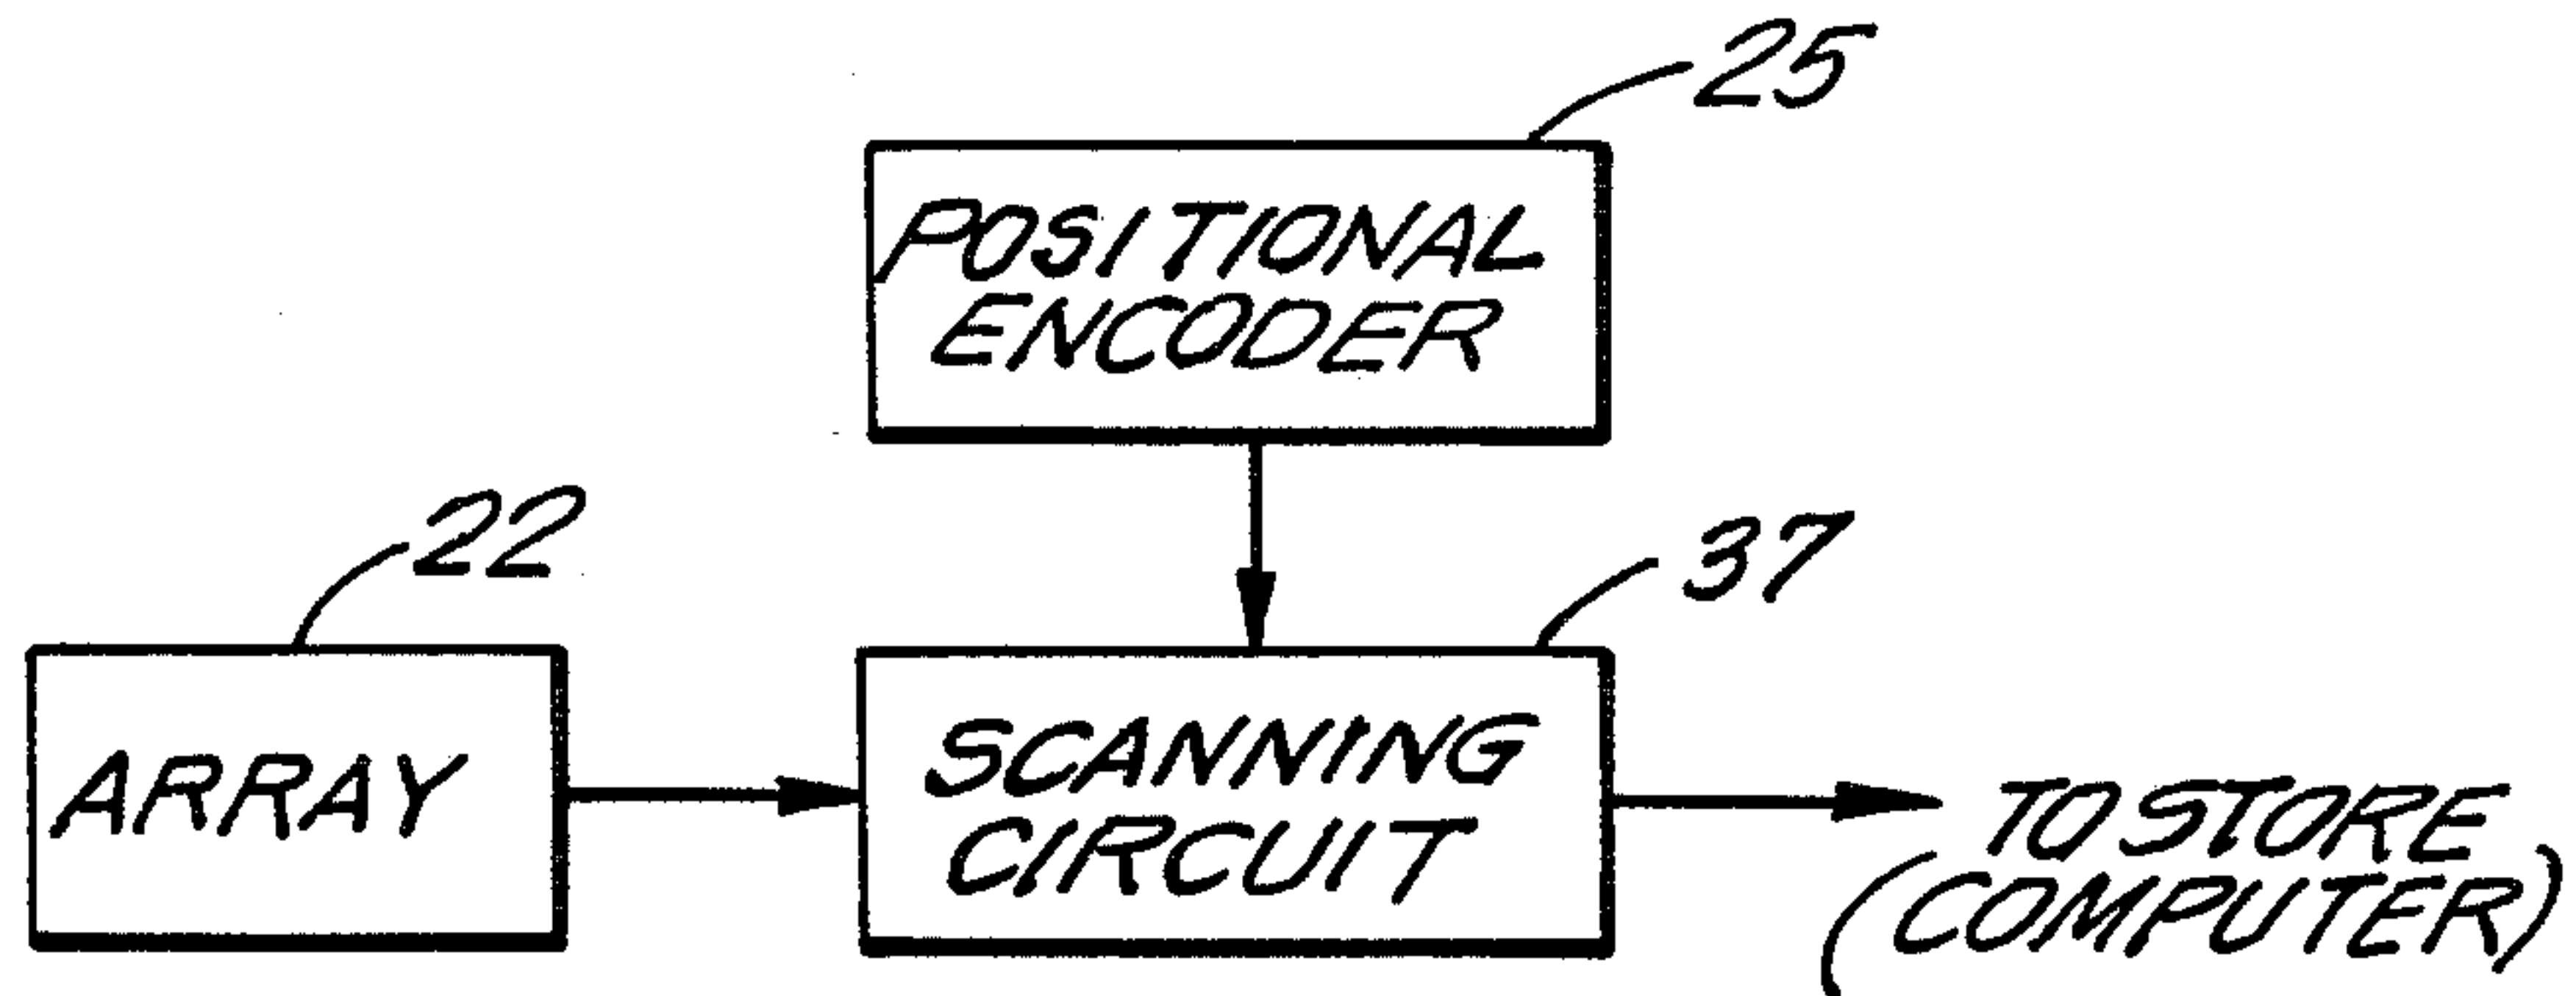 25
POSITIONAL
ENCODER
22
37
ARRAY
SCANNING
CIRCUIT
TO STORE
(COMPUTER)